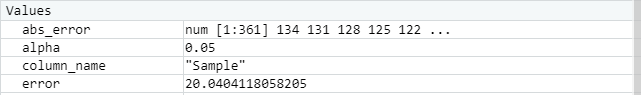 Values
abs_error num [1:361] 134 131 128 125 122 ...
alpha 0.05
column_name "Sample"
error 20.0404118058205